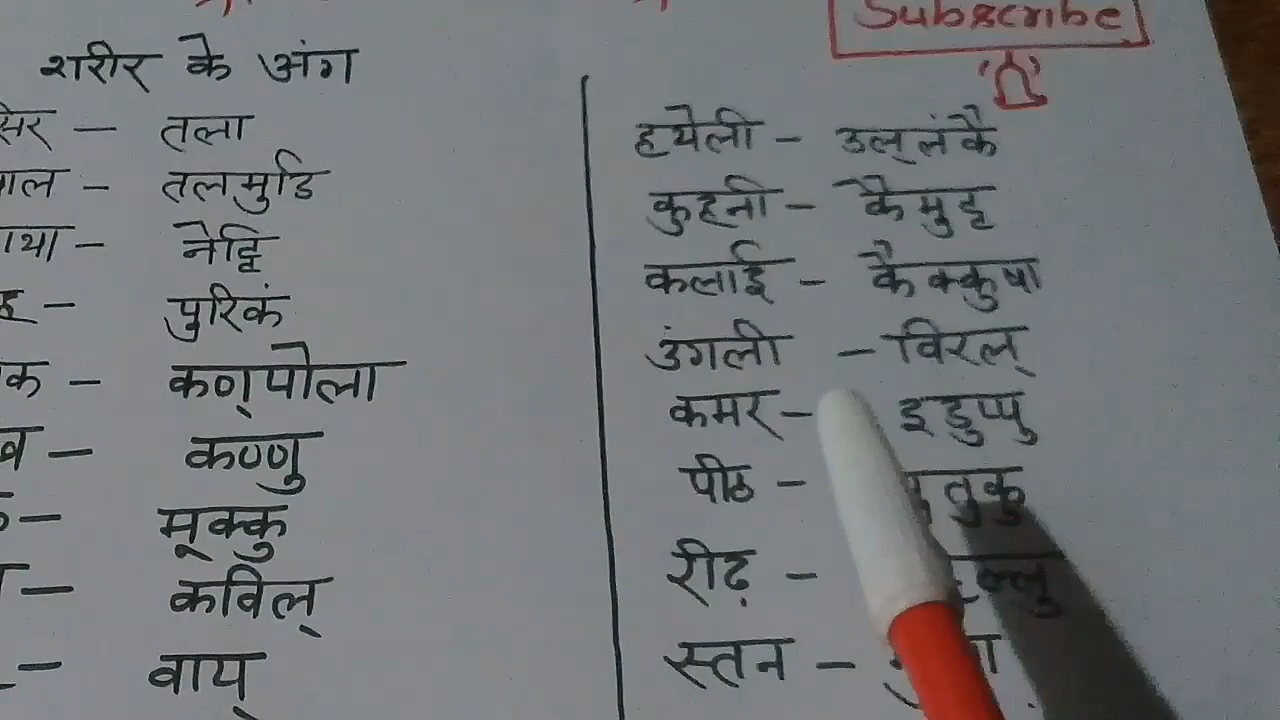 Subscribe
शरीर के अंग
सिर – तला
बाल – तलमुडि
माथा – नेट्टि
पुरिकं
कण्पोला
कण्णु
मूक्कु
कविल्
वाय्
हथेली – उल्लंकै
कुहनी – कैमुट्ट
कलाई – कैक्कुषा
उंगली – विरल्
कमर – इडुप्पु
पीठ –
रीढ़ –
स्तन –